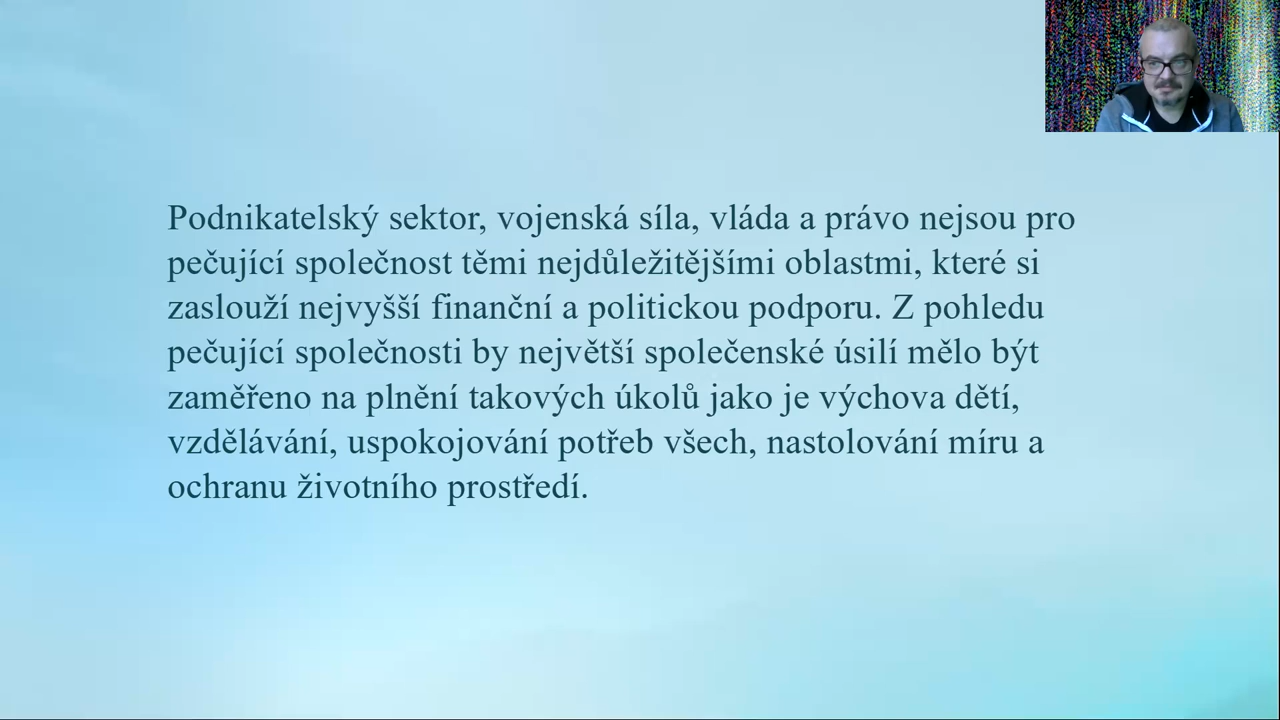 Podnikatelský sektor, vojenská síla, vláda a právo nejsou pro
pečující společnost těmi nejdůležitějšími oblastmi, které si
zaslouží nejvyšší finanční a politickou podporu. Z pohledu
pečující společnosti by největší společenské úsilí mělo být
zaměřeno na plnění takových úkolů jako je výchova dětí,
vzdělávání, uspokojování potřeb všech, nastolování míru a
ochranu životního prostředí.